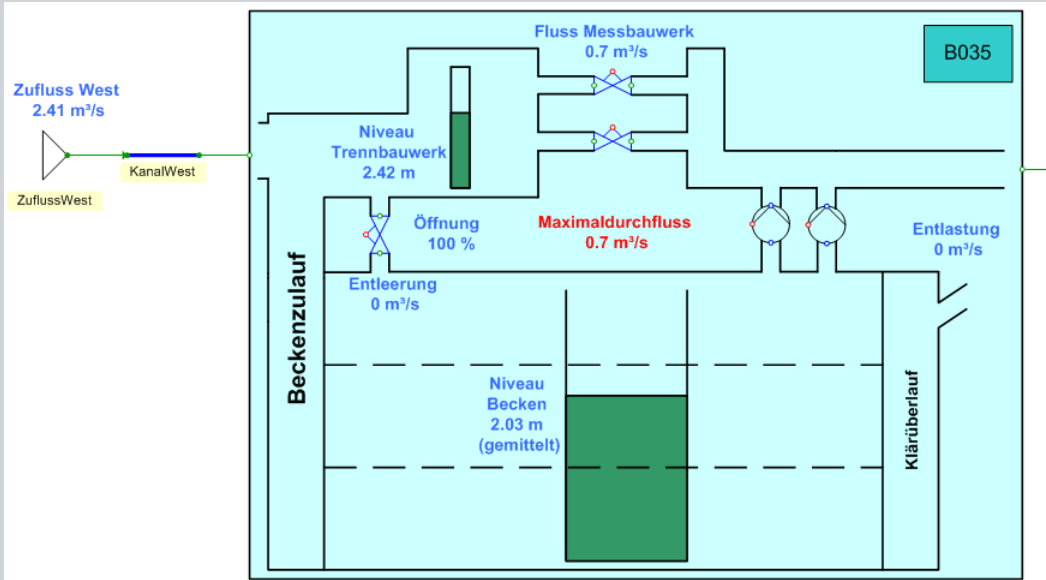 Fluss Messbauwerk
0.7 m³/s
B035
Zufluss West
2.41 m³/s
KanalWest
ZuflussWest
Niveau
Trennbauwerk
2.42 m
Öffnung
100 %
Maximaldurchfluss
0.7 m³/s
Entlastung
0 m³/s
Entleerung
0 m³/s
Beckenzulauf
Niveau
Becken
2.03 m
(gemittelt)
Klärüberlauf